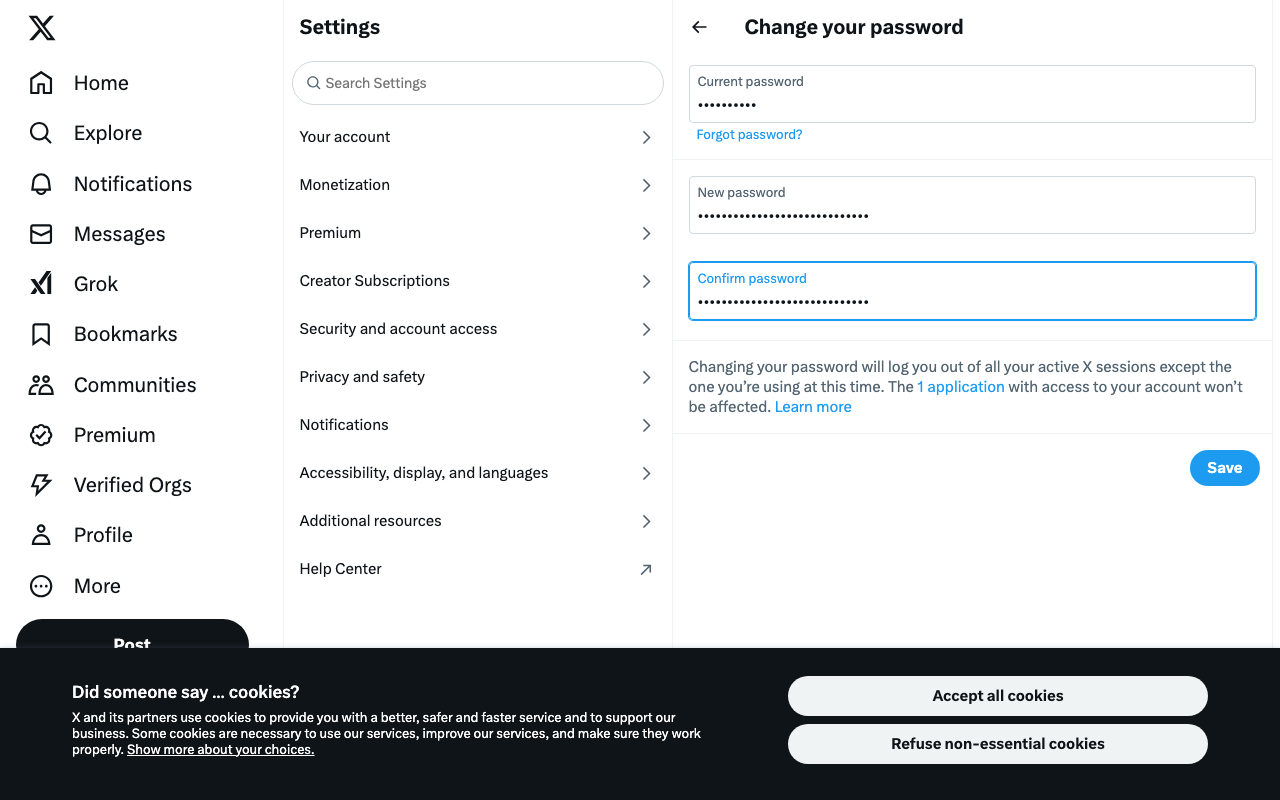 Home
Explore
Notifications
Messages
Grok
Bookmarks
Communities
Premium
Verified Orgs
Profile
More
Post
Settings
Search Settings
Your account
Monetization
Premium
Creator Subscriptions
Security and account access
Privacy and safety
Notifications
Accessibility, display, and languages
Additional resources
Help Center
Change your password
Current password
••••••••••
Forgot password?
New password
•••••••••••••••••••••••••••••
Confirm password
•••••••••••••••••••••••••••••
Changing your password will log you out of all your active X sessions except the
one you’re using at this time. The 1 application with access to your account won’t
be affected. Learn more
Save
Did someone say … cookies?
X and its partners use cookies to provide you with a better, safer and faster service and to support our
business. Some cookies are necessary to use our services, improve our services, and make sure they work
properly. Show more about your choices.
Accept all cookies
Refuse non-essential cookies